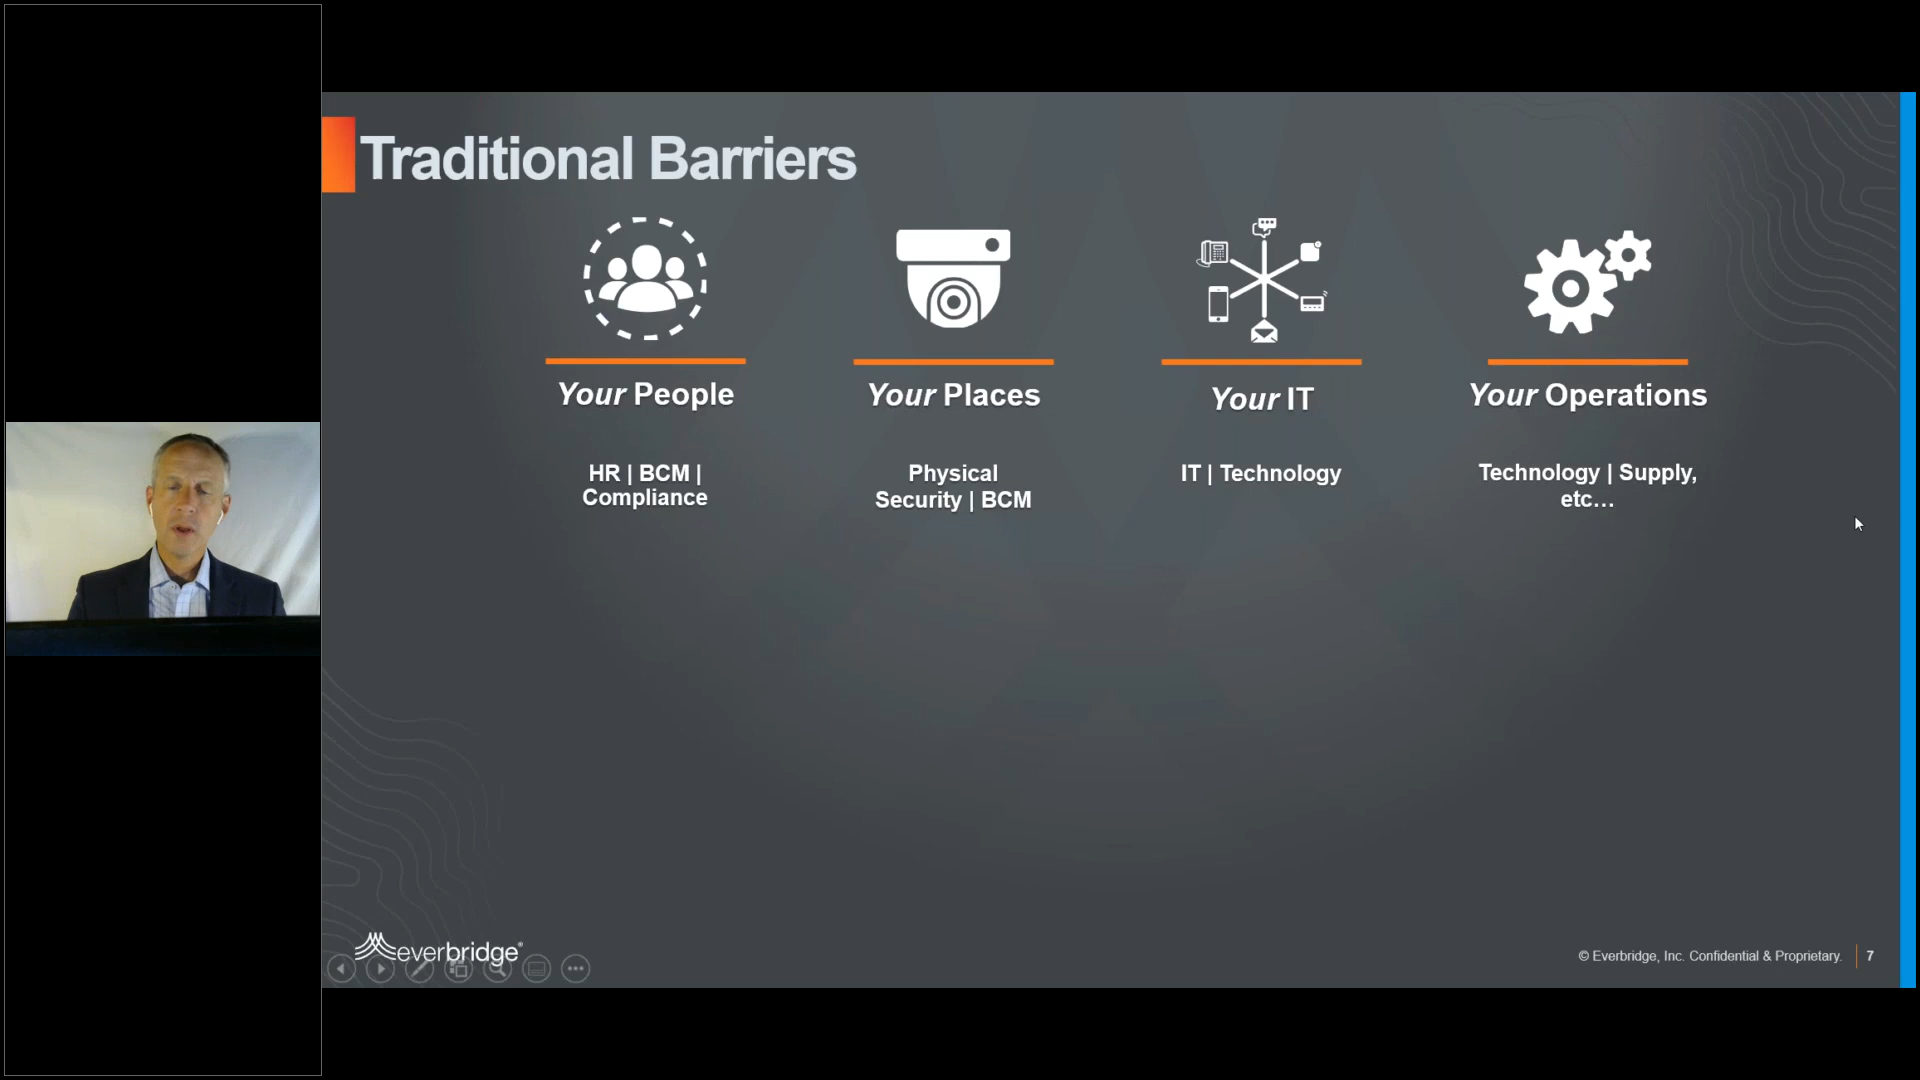 Traditional Barriers
Your People
Your Places
Your IT
Your Operations
HR | BCM |
Compliance
Physical
Security | BCM
IT | Technology
Technology | Supply,
etc...
everbridge®
© Everbridge, Inc. Confidential & Proprietary.
7